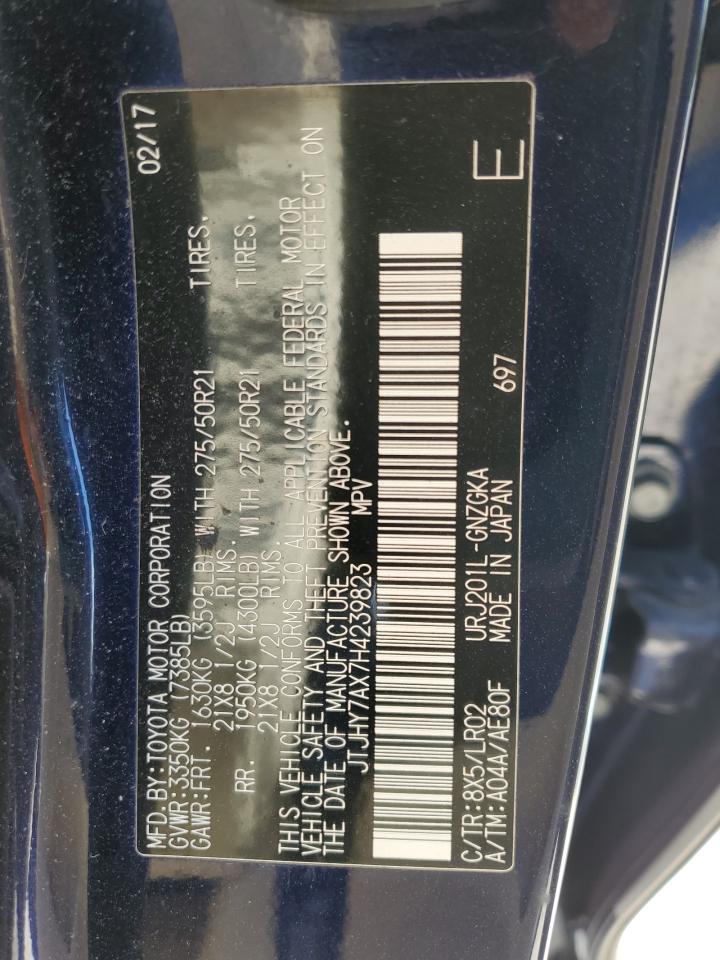 MFD. BY:TOYOTA MOTOR CORPORATION 02/17
GVWR:3350KG (7385LB)
GAWR:FRT. 1630KG (3595LB) WITH 275/50R21 TIRES.
21X8 1/2J RIMS.
RR. 1950KG (4300LB) WITH 275/50R21 TIRES.
21X8 1/2J RIMS.
THIS VEHICLE CONFORMS TO ALL APPLICABLE FEDERAL MOTOR
VEHICLE SAFETY AND THEFT PREVENTION STANDARDS IN EFFECT ON
THE DATE OF MANUFACTURE SHOWN ABOVE.
JTJHY7AX7H4239823 MPV
C/TR:8X5/LR02 URJ201L-GNZGKA
A/TM:A04A/AE80F MADE IN JAPAN 697 E